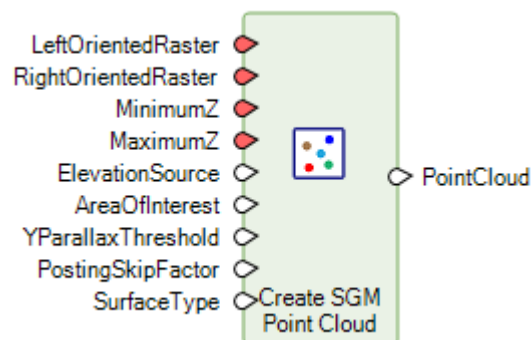 LeftOrientedRaster
RightOrientedRaster
MinimumZ
MaximumZ
ElevationSource
AreaOfInterest
YParallaxThreshold
PostingSkipFactor
SurfaceType
Create SGM
Point Cloud
PointCloud